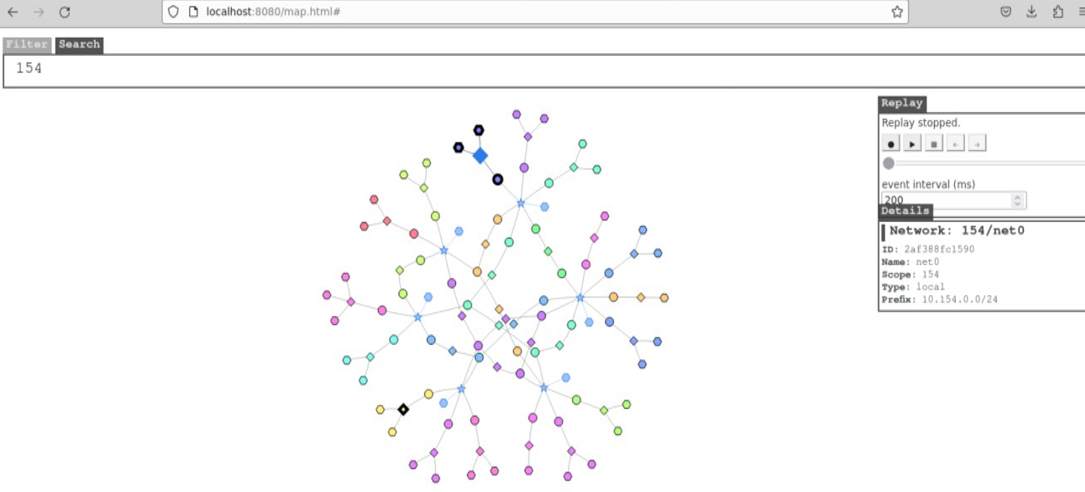 localhost:8080/map.html#
Filter Search
154
Replay
Replay stopped.
event interval (ms)
200
Details
Network: 154/net0
ID: 2af388fc1590
Name: net0
Scope: 154
Type: local
Prefix: 10.154.0.0/24